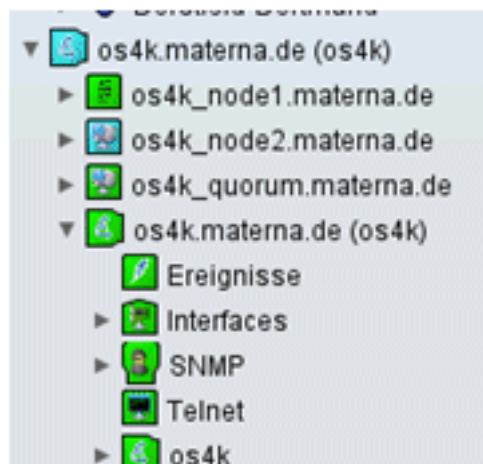 os4k.materna.de (os4k)
os4k_node1.materna.de
os4k_node2.materna.de
os4k_quorum.materna.de
os4k.materna.de (os4k)
Ereignisse
Interfaces
SNMP
Telnet
os4k